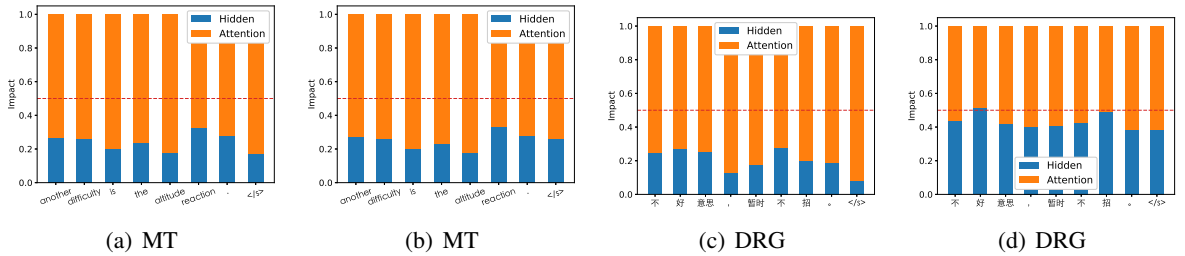 Impact
1.0
0.8
0.6
0.4
0.2
0.0
Hidden
Attention
another difficulty is the altitude reaction . </s>
(a) MT
Impact
1.0
0.8
0.6
0.4
0.2
0.0
Hidden
Attention
another difficulty is the altitude reaction . </s>
(b) MT
Impact
1.0
0.8
0.6
0.4
0.2
0.0
Hidden
Attention
不 好 意思 , 暂时 不 招 。 </s>
(c) DRG
Impact
1.0
0.8
0.6
0.4
0.2
0.0
Hidden
Attention
不 好 意思 , 暂时 不 招 。 </s>
(d) DRG